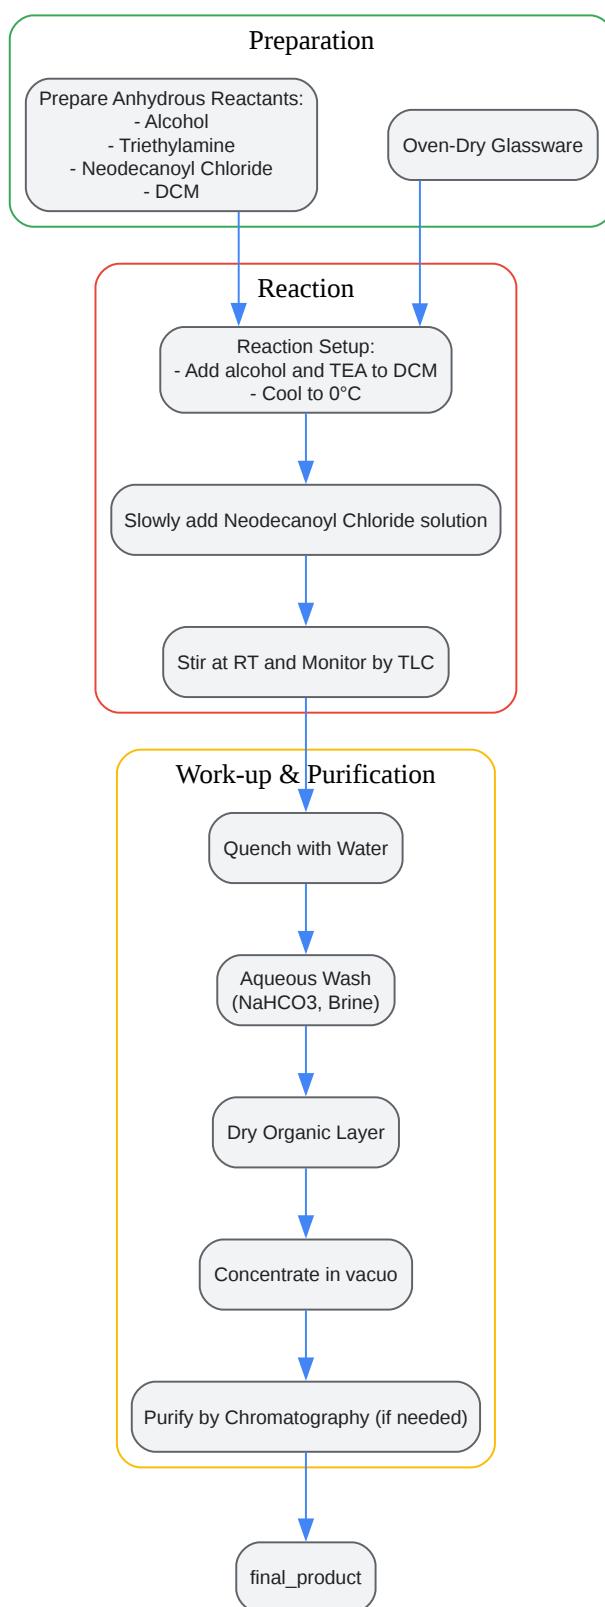 Preparation
Prepare Anhydrous Reactants:
- Alcohol
- Triethylamine
- Neodecanoyl Chloride
- DCM
Oven-Dry Glassware
Reaction
Reaction Setup:
- Add alcohol and TEA to DCM
- Cool to 0°C
Slowly add Neodecanoyl Chloride solution
Stir at RT and Monitor by TLC
Work-up & Purification
Quench with Water
Aqueous Wash
(NaHCO3, Brine)
Dry Organic Layer
Concentrate in vacuo
Purify by Chromatography (if needed)
final_product